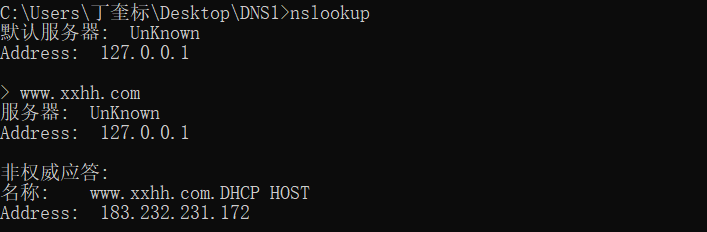 C:\Users\丁奎标\Desktop\DNS1>nslookup
默认服务器:  UnKnown
Address:  127.0.0.1

> www.xxhh.com
服务器:  UnKnown
Address:  127.0.0.1

非权威应答:
名称:    www.xxhh.com.DHCP HOST
Address:  183.232.231.172